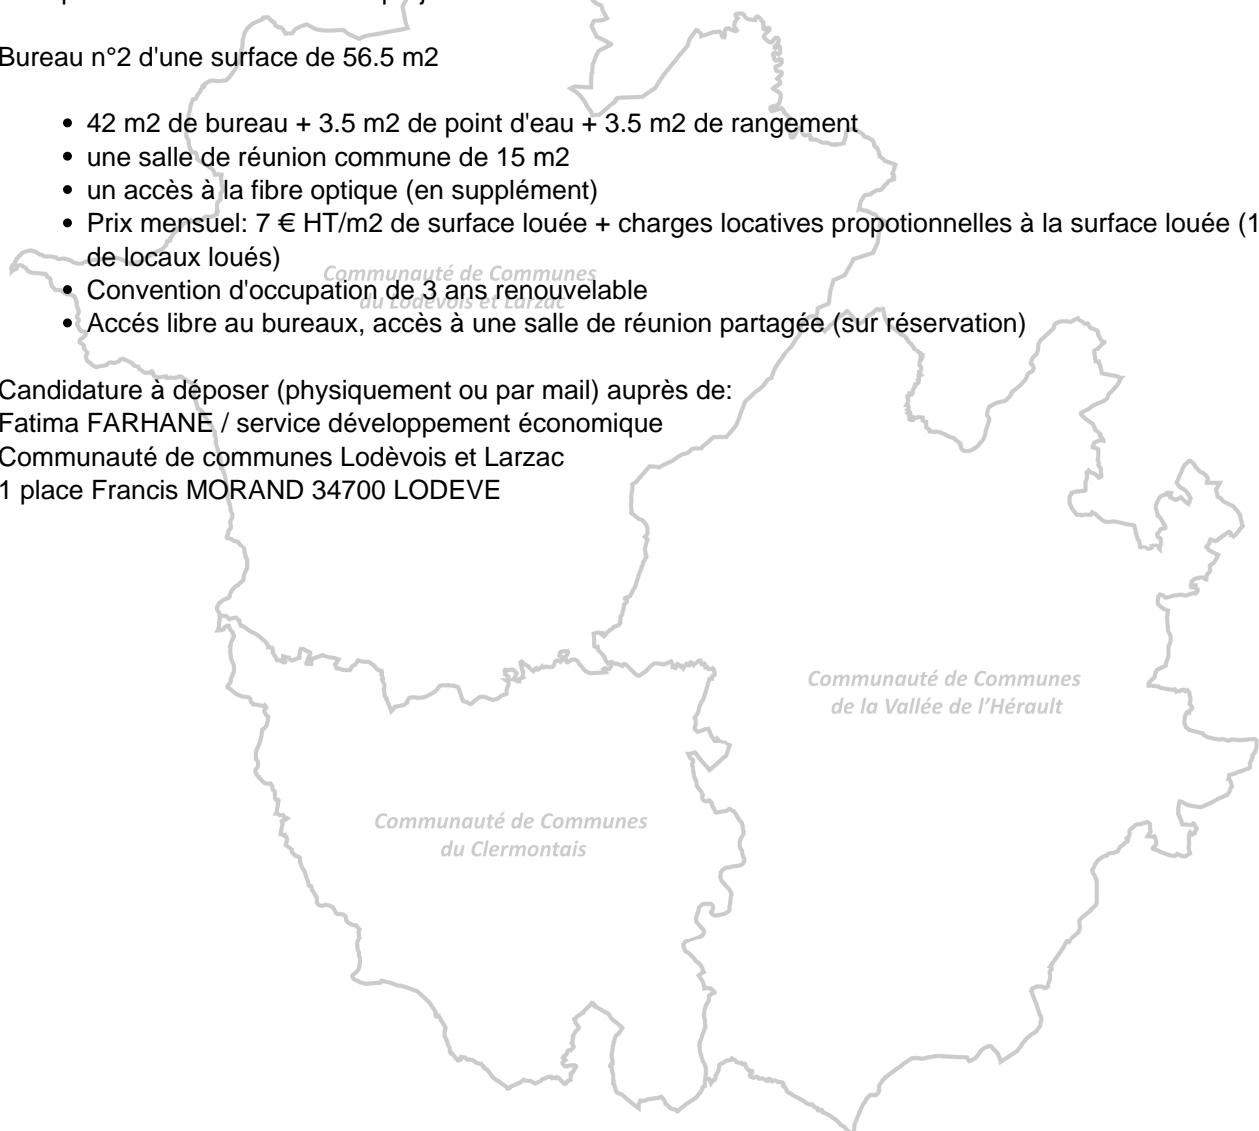 Bureau n°2 d'une surface de 56.5 m2
• 42 m2 de bureau + 3.5 m2 de point d'eau + 3.5 m2 de rangement
• une salle de réunion commune de 15 m2
• un accès à la fibre optique (en supplément)
• Prix mensuel: 7 € HT/m2 de surface louée + charges locatives propotionnelles à la surface louée (1
de locaux loués)
Communauté de Communes
du Lodévois et Larzac
• Convention d'occupation de 3 ans renouvelable
• Accés libre au bureaux, accès à une salle de réunion partagée (sur réservation)
Candidature à déposer (physiquement ou par mail) auprès de:
Fatima FARHANE / service développement économique
Communauté de communes Lodèvois et Larzac
1 place Francis MORAND 34700 LODEVE
Communauté de Communes
de la Vallée de l'Hérault
Communauté de Communes
du Clermontais